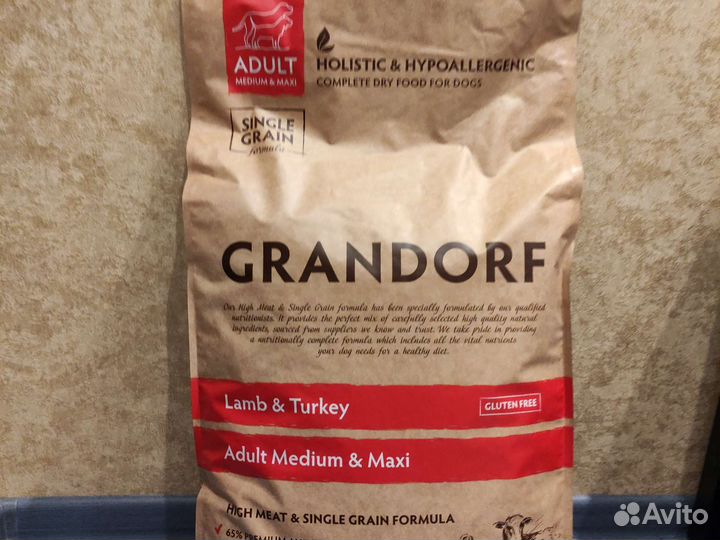 ADULT
MEDIUM & MAXI
HOLISTIC & HYPOALLERGENIC
COMPLETE DRY FOOD FOR DOGS
SINGLE
GRAIN
formula
GRANDORF
Our High Meat & Single Grain formula has been specially formulated by our qualified
nutritionists. It provides the perfect mix of carefully selected high quality natural
ingredients, sourced from suppliers we know and trust. We take pride in providing
a nutritionally complete formula which includes all the vital nutrients
your dog needs for a healthy diet.
Lamb & Turkey
GLUTEN FREE
Adult Medium & Maxi
HIGH MEAT & SINGLE GRAIN FORMULA
65% PREMIUM
Avito